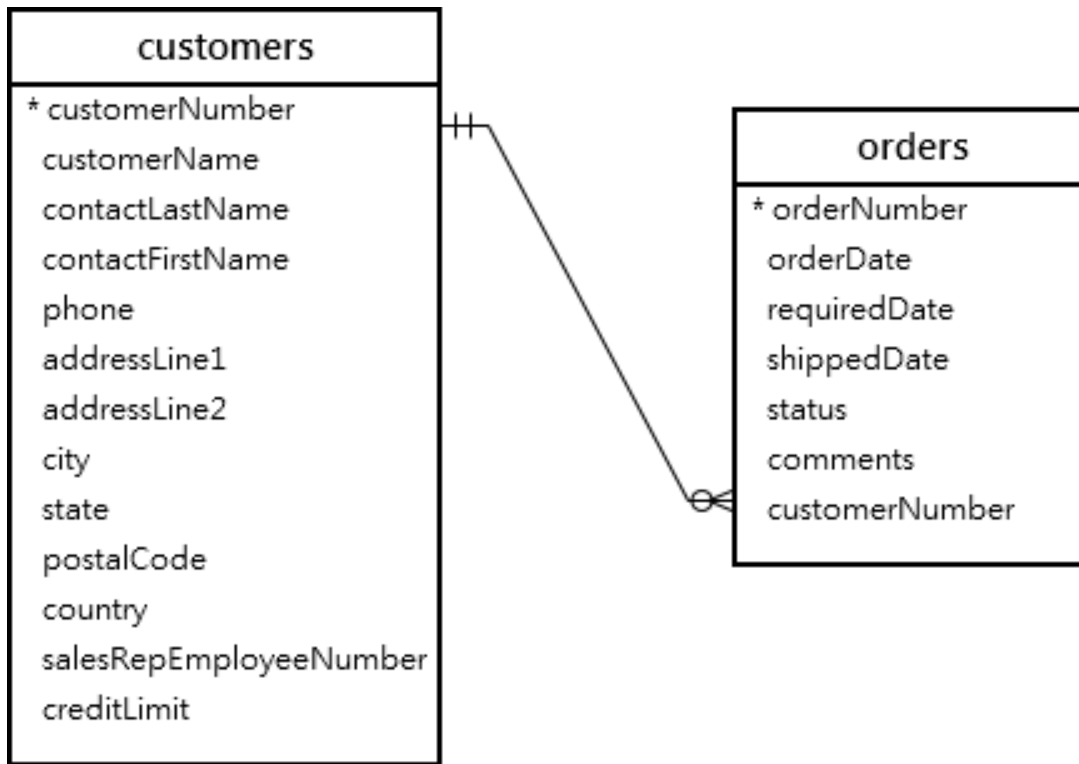 customers
* customerNumber
customerName
contactLastName
contactFirstName
phone
addressLine1
addressLine2
city
state
postalCode
country
salesRepEmployeeNumber
creditLimit
orders
* orderNumber
orderDate
requiredDate
shippedDate
status
comments
customerNumber